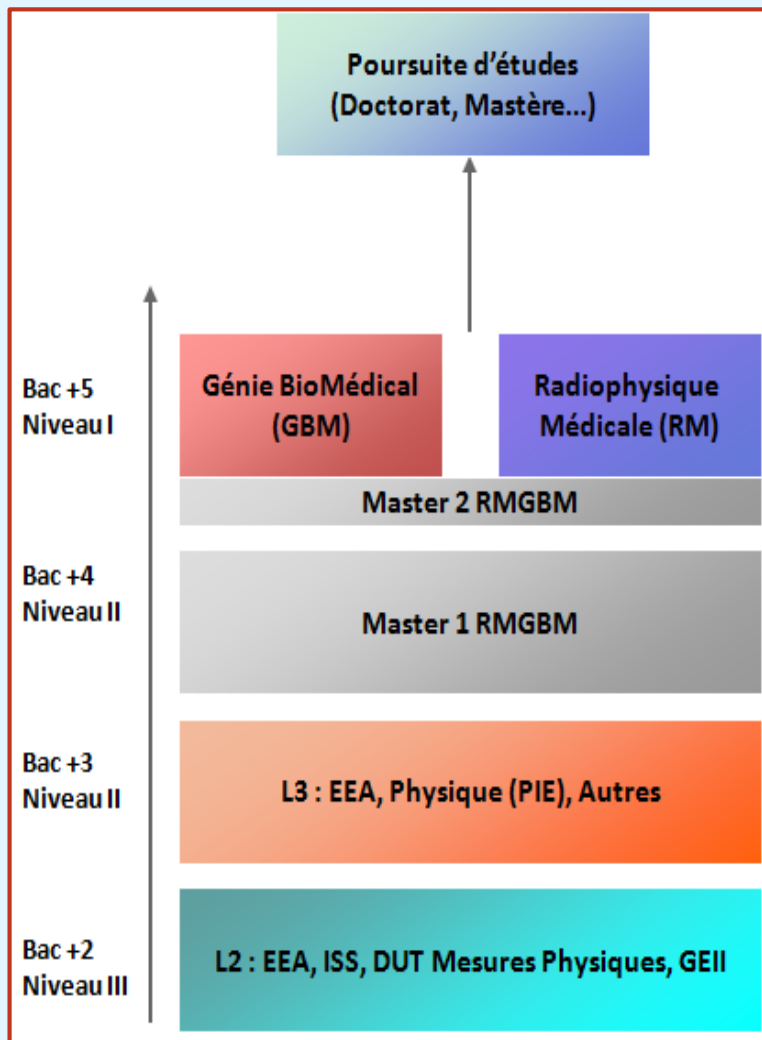 Poursuite d'études
(Doctorat, Mastère...)
Bac +5
Niveau I
Génie BioMédical
(GBM)
Radiophysique
Médicale (RM)
Master 2 RMGBM
Bac +4
Niveau II
Master 1 RMGBM
Bac +3
Niveau II
L3 : EEA, Physique (PIE), Autres
Bac +2
Niveau III
L2 : EEA, ISS, DUT Mesures Physiques, GEII